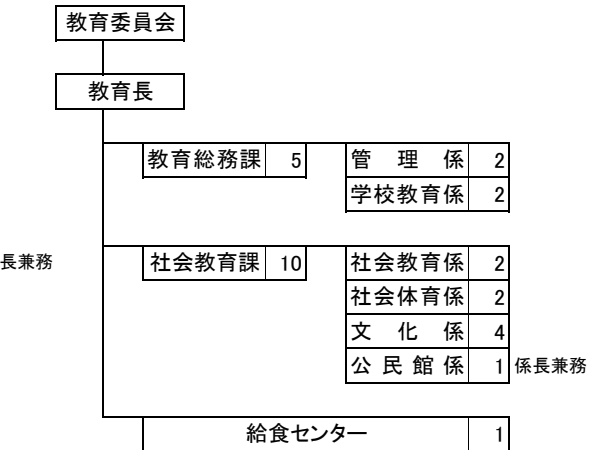 教育委員会
教育長
教育総務課 5 管理係 2
学校教育係 2
長兼務 社会教育課 10 社会教育係 2
社会体育係 2
文化係 4
公民館係 1 係長兼務
給食センター 1